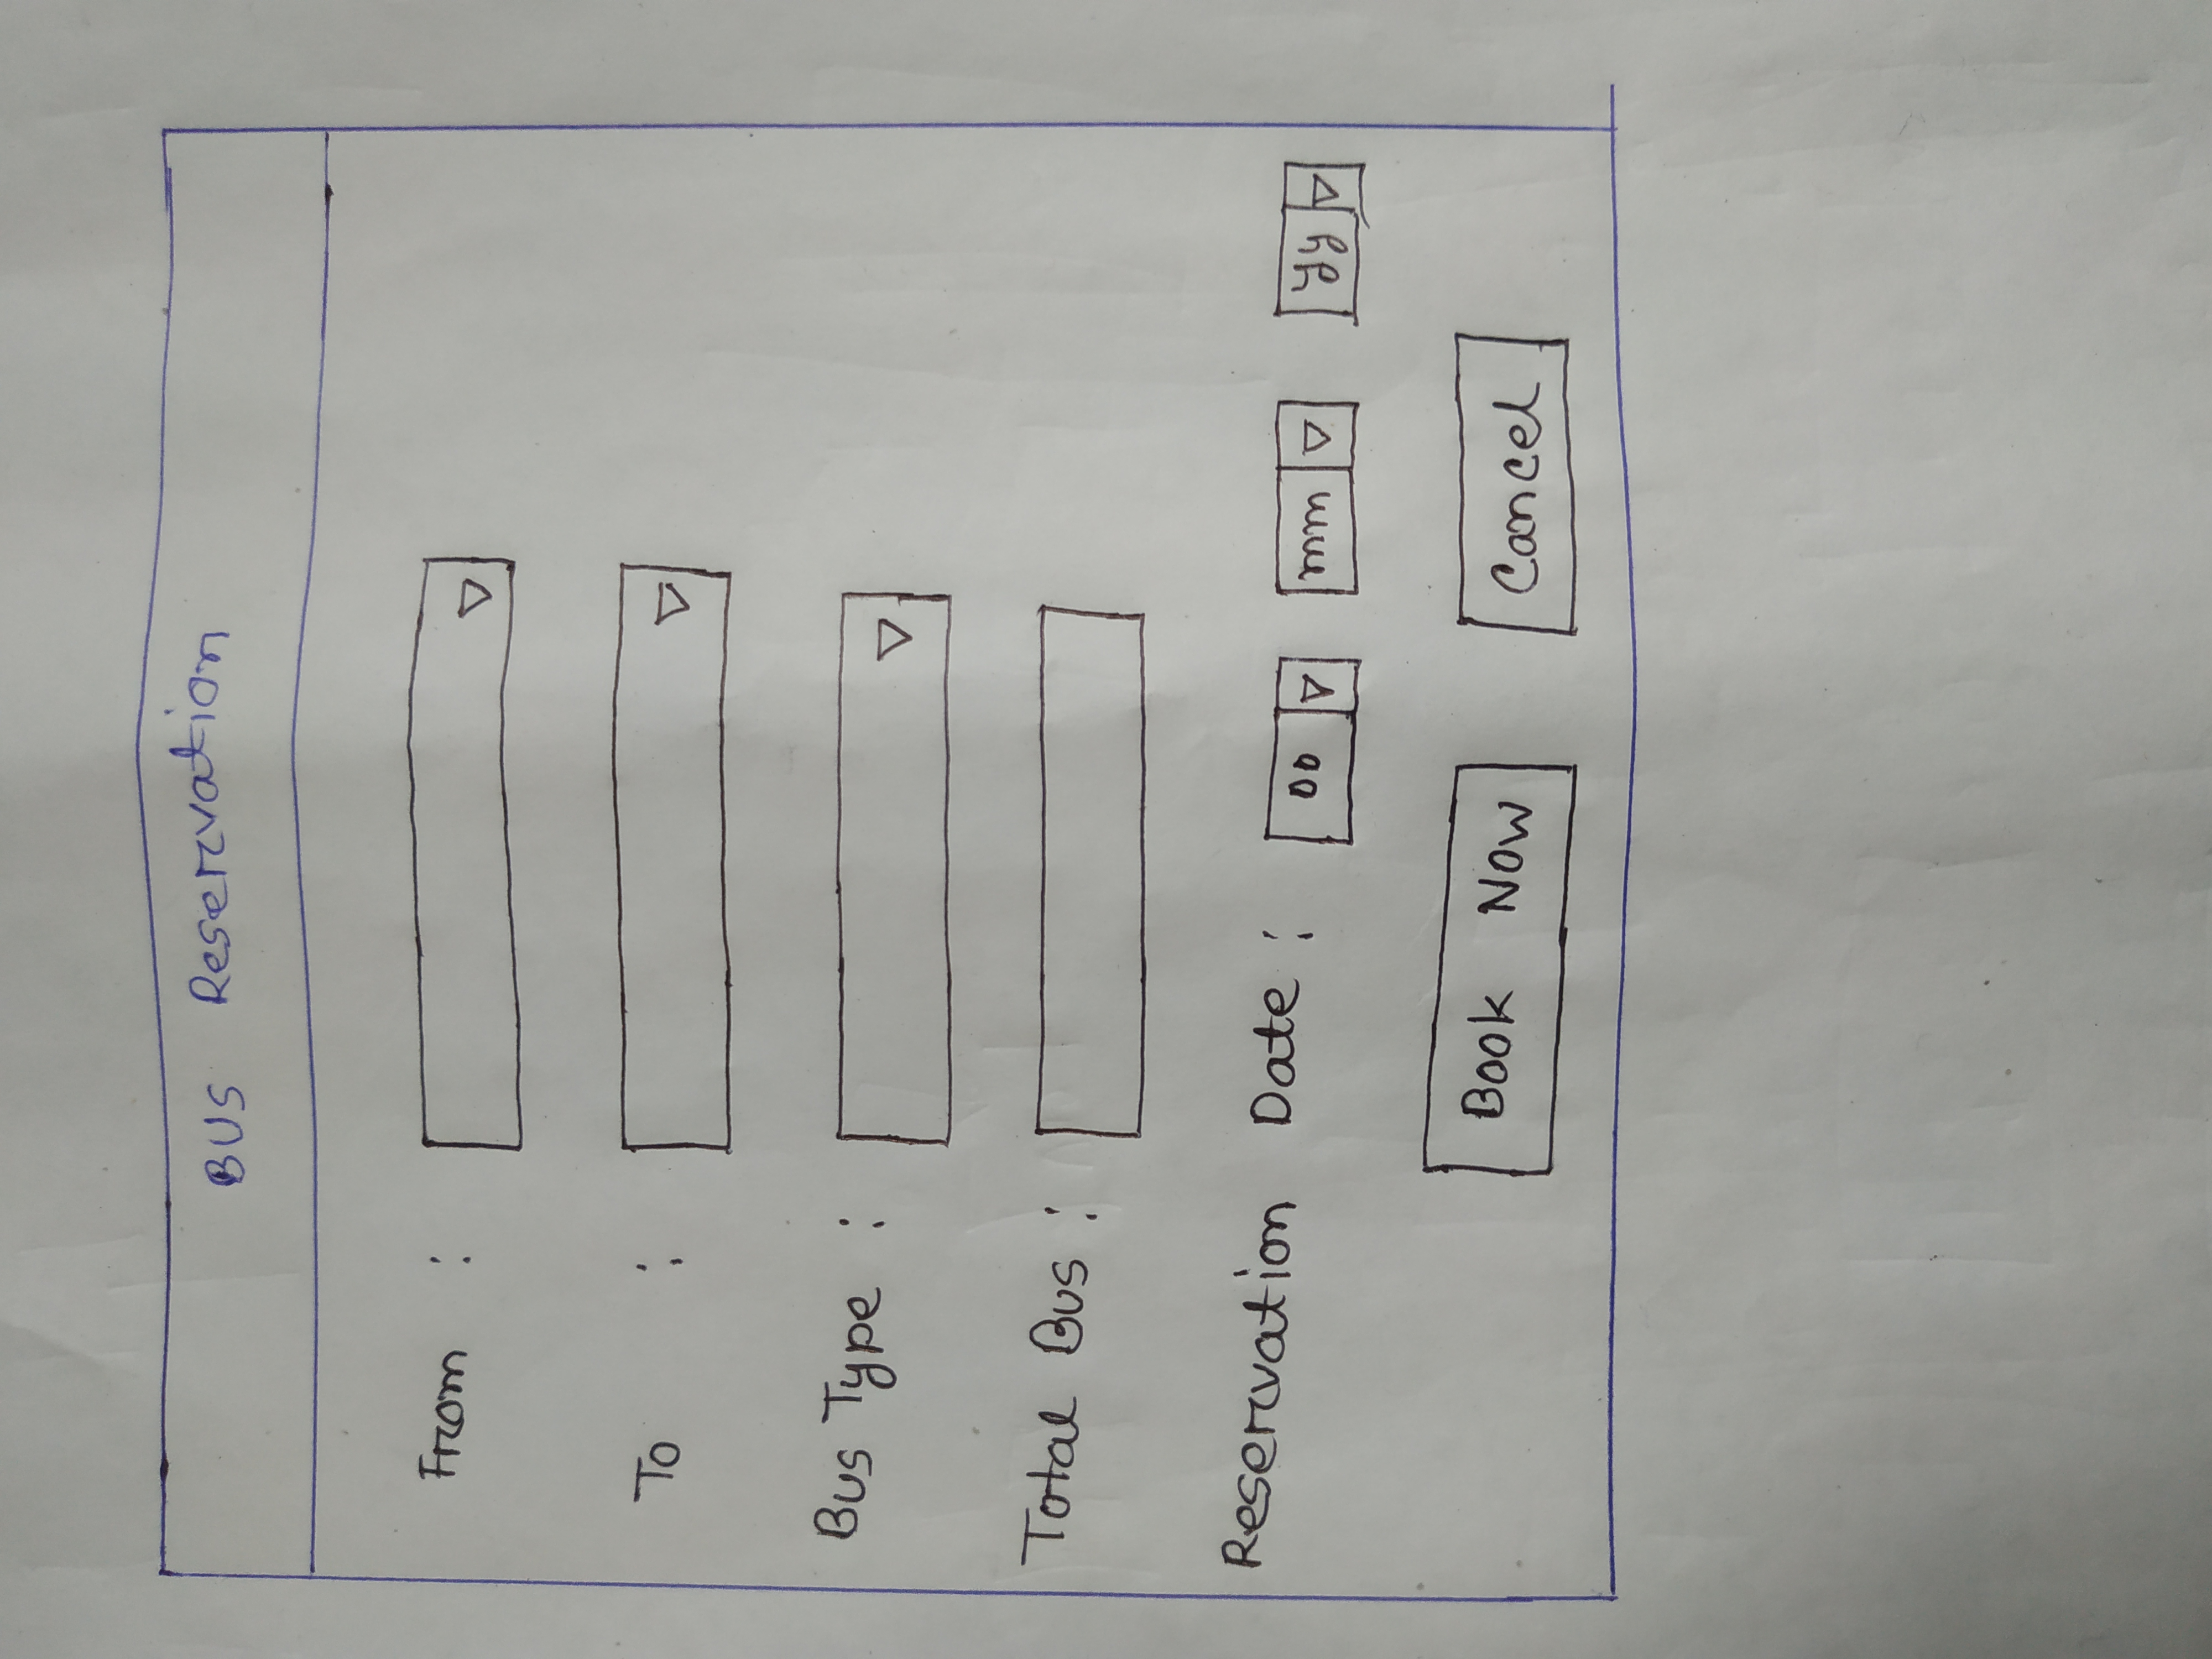 BUS Reservation
From :
To :
Bus Type :
Total Bus :
Reservation Date : DD mm yy
Book Now Cancel